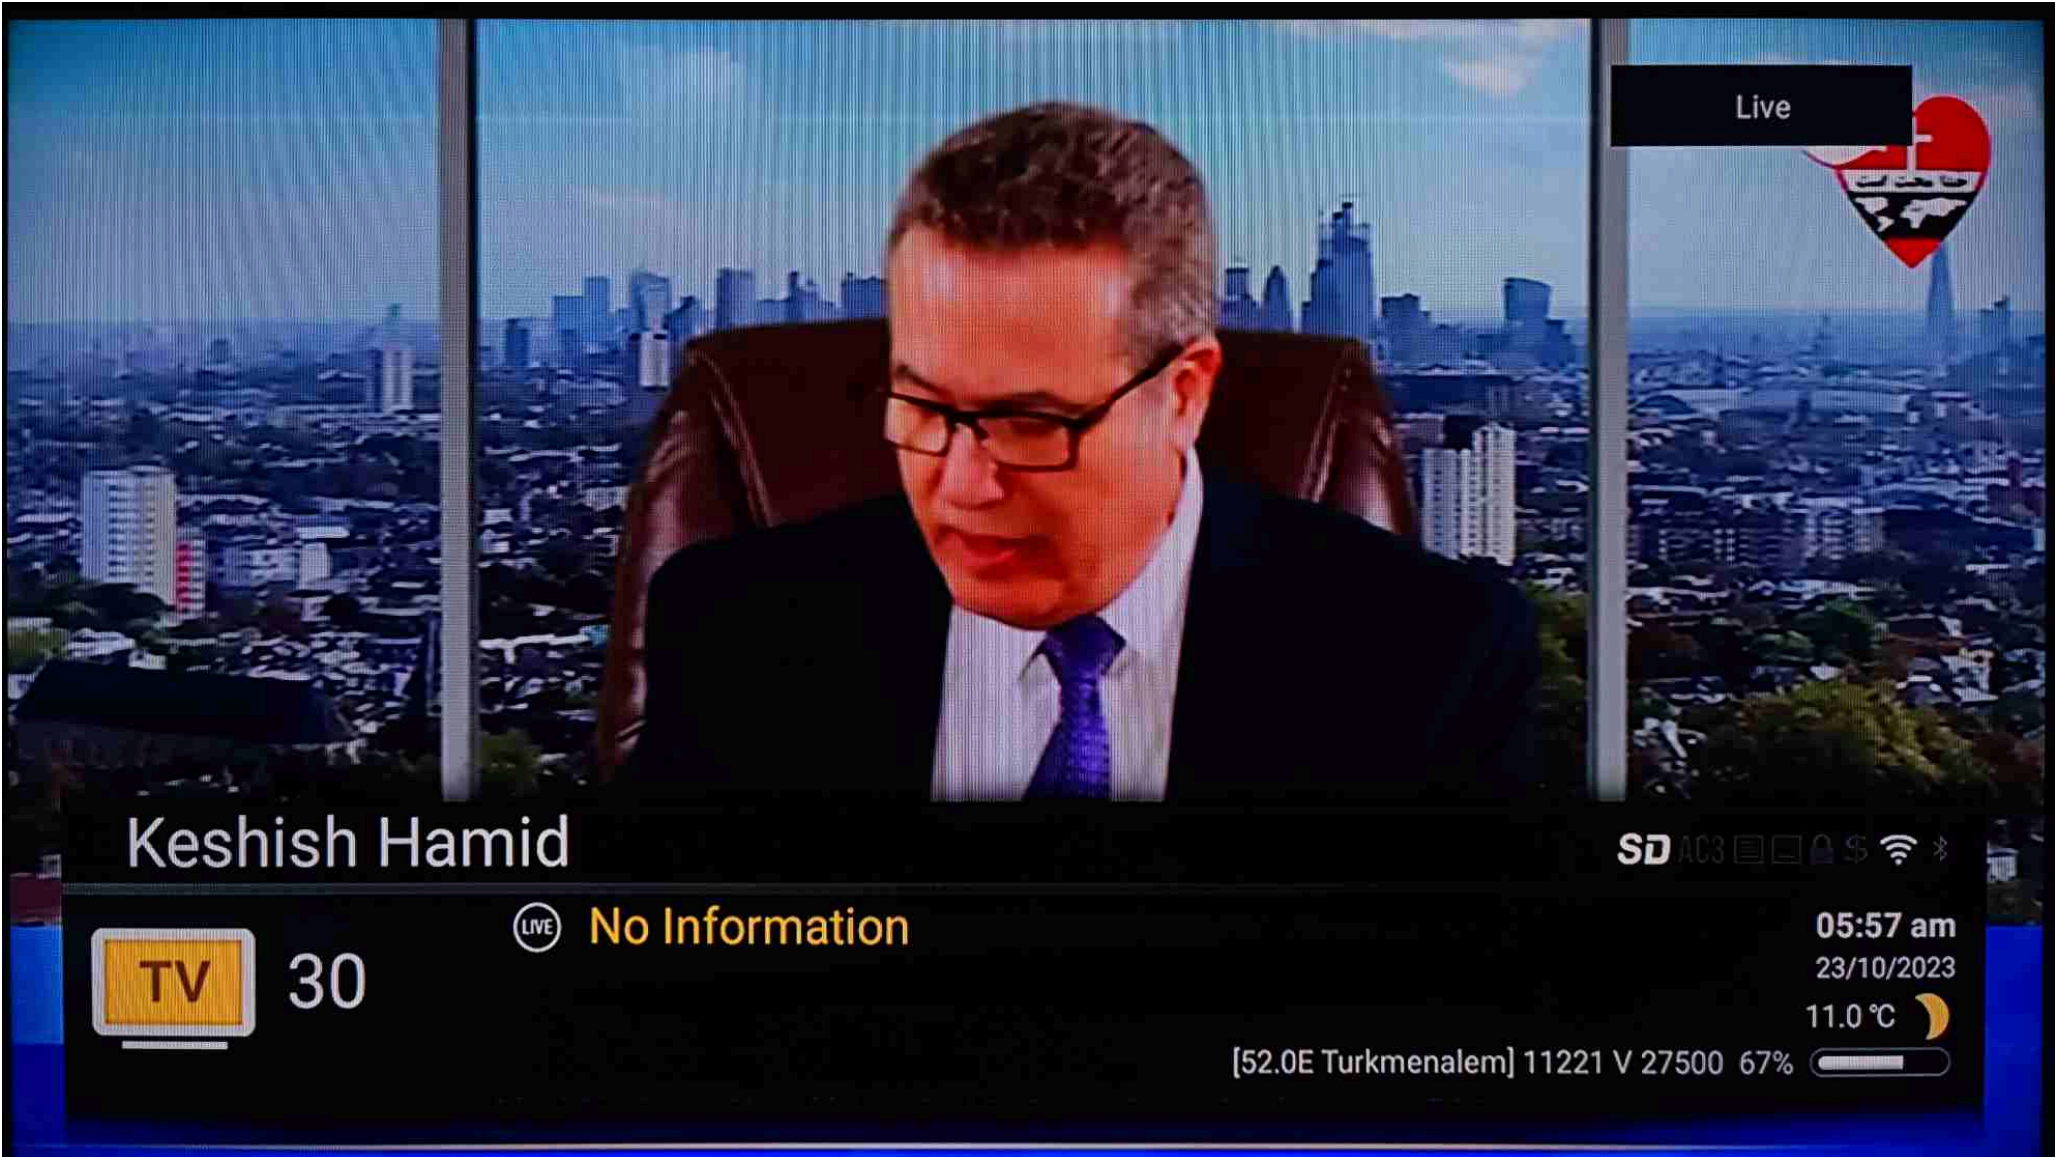 Live
Keshish Hamid
SD AC3 $
LIVE No Information
TV 30
05:57 am
23/10/2023
11.0 °C
[52.0E Turkmenalem] 11221 V 27500 67%